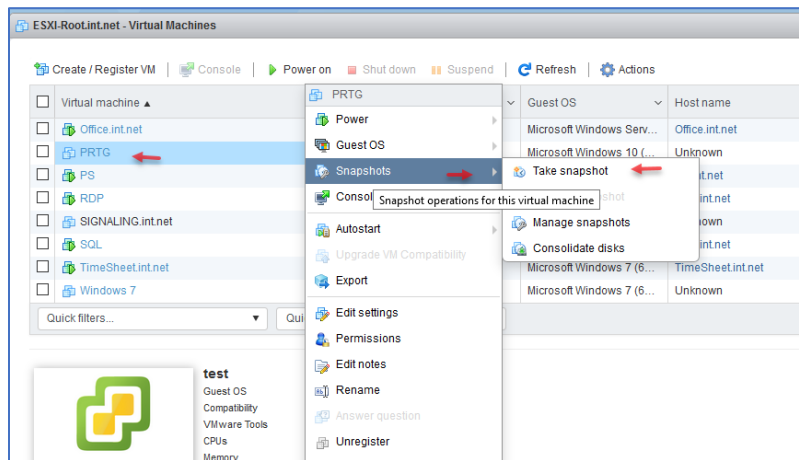 ESXI-Root.int.net - Virtual Machines
Create / Register VM | Console | Power on Shut down Suspend | Refresh | Actions
Virtual machine ▲ Guest OS Host name
Office.int.net Microsoft Windows Serv... Office.int.net
PRTG Microsoft Windows 10 (... Unknown
PS
RDP
SIGNALING.int.net
SQL
TimeSheet.int.net Microsoft Windows 7 (6... TimeSheet.int.net
Windows 7 Microsoft Windows 7 (6... Unknown
Quick filters...
PRTG
Power
Guest OS
Snapshots
Snapshot operations for this virtual machine
Autostart
Upgrade VM Compatibility
Export
Edit settings
Permissions
Edit notes
Rename
Answer question
Unregister
Take snapshot
Manage snapshots
Consolidate disks
test
Guest OS
Compatibility
VMware Tools
CPUs
Memory